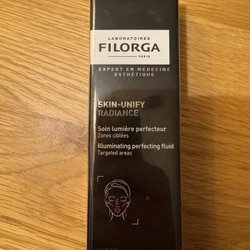 LABORATOIRES
FILORGA
PARIS
EXPERT EN MÉDECINE
ESTHÉTIQUE
SKIN-UNIFY
RADIANCE
Soin lumière perfecteur
Zones ciblées
Illuminating perfecting fluid
Targeted areas